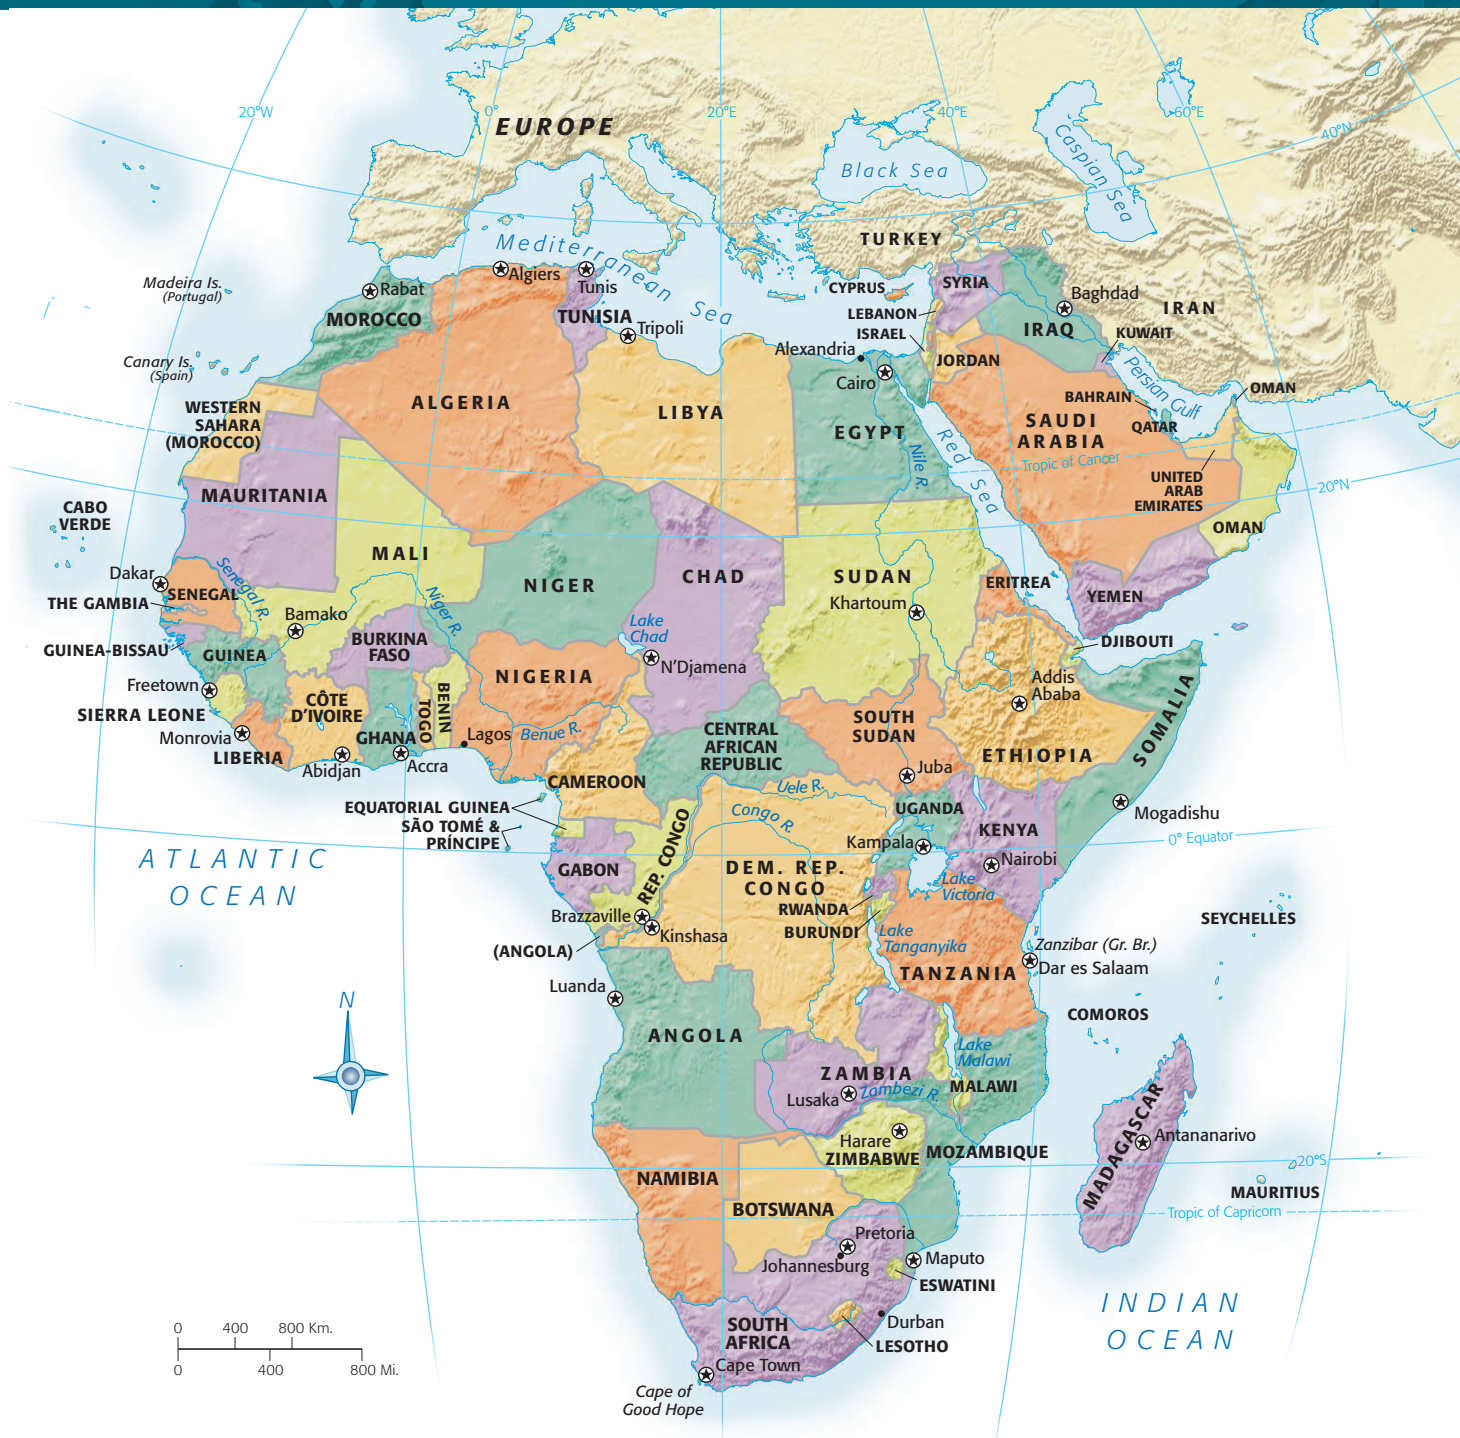 20°W
0°
20°E
40°E
60°E
40°N
EUROPE
Black Sea
Caspian Sea
TURKEY
Mediterranean Sea
Madeira Is.
(Portugal)
Rabat
Algiers
Tunis
CYPRUS
SYRIA
Baghdad
IRAN
MOROCCO
TUNISIA
Tripoli
LEBANON
ISRAEL
IRAQ
KUWAIT
Canary Is.
(Spain)
Alexandria
Cairo
JORDAN
Persian Gulf
OMAN
WESTERN
SAHARA
(MOROCCO)
ALGERIA
LIBYA
EGYPT
Nile R.
Red Sea
SAUDI
ARABIA
BAHRAIN
QATAR
Tropic of Cancer
UNITED
ARAB
EMIRATES
20°N
OMAN
CABO
VERDE
MAURITANIA
MALI
NIGER
CHAD
SUDAN
Khartoum
ERITREA
YEMEN
Dakar
SENEGAL
Senegal R.
THE GAMBIA
Bamako
Niger R.
BURKINA
FASO
Lake
Chad
N'Djamena
DJIBOUTI
GUINEA-BISSAU
GUINEA
NIGERIA
Addis
Ababa
SOMALIA
Freetown
SIERRA LEONE
Monrovia
LIBERIA
CÔTE
D'IVOIRE
Abidjan
GHANA
Accra
TOGO
BENIN
Lagos
Benue R.
CENTRAL
AFRICAN
REPUBLIC
SOUTH
SUDAN
Juba
ETHIOPIA
CAMEROON
EQUATORIAL GUINEA
SÃO TOMÉ &
PRÍNCIPE
Uele R.
Congo R.
UGANDA
Kampala
KENYA
Nairobi
Mogadishu
0° Equator
ATLANTIC
OCEAN
GABON
REP. CONGO
DEM. REP.
CONGO
Lake
Victoria
RWANDA
BURUNDI
Brazzaville
Kinshasa
(ANGOLA)
Lake
Tanganyika
TANZANIA
Zanzibar (Gr. Br.)
Dar es Salaam
SEYCHELLES
Luanda
ANGOLA
COMOROS
N
ZAMBIA
Lusaka
Zambezi R.
Lake
Malawi
MALAWI
Harare
ZIMBABWE
MOZAMBIQUE
MADAGASCAR
Antananarivo
20°S
MAURITIUS
Tropic of Capricorn
NAMIBIA
BOTSWANA
Pretoria
Johannesburg
Maputo
ESWATINI
INDIAN
OCEAN
SOUTH
AFRICA
Durban
LESOTHO
Cape Town
Cape of
Good Hope
0 400 800 Km.
0 400 800 Mi.